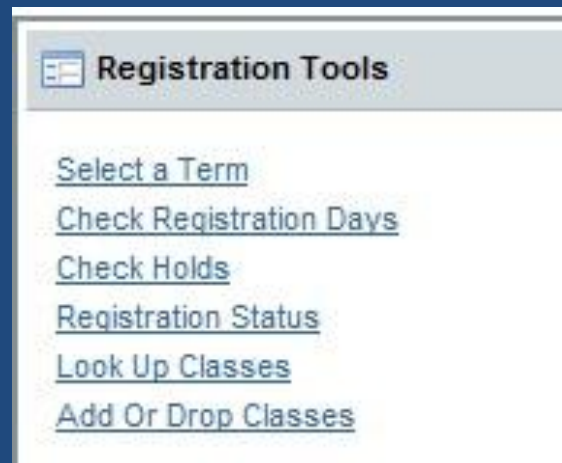 Registration Tools
Select a Term
Check Registration Days
Check Holds
Registration Status
Look Up Classes
Add Or Drop Classes